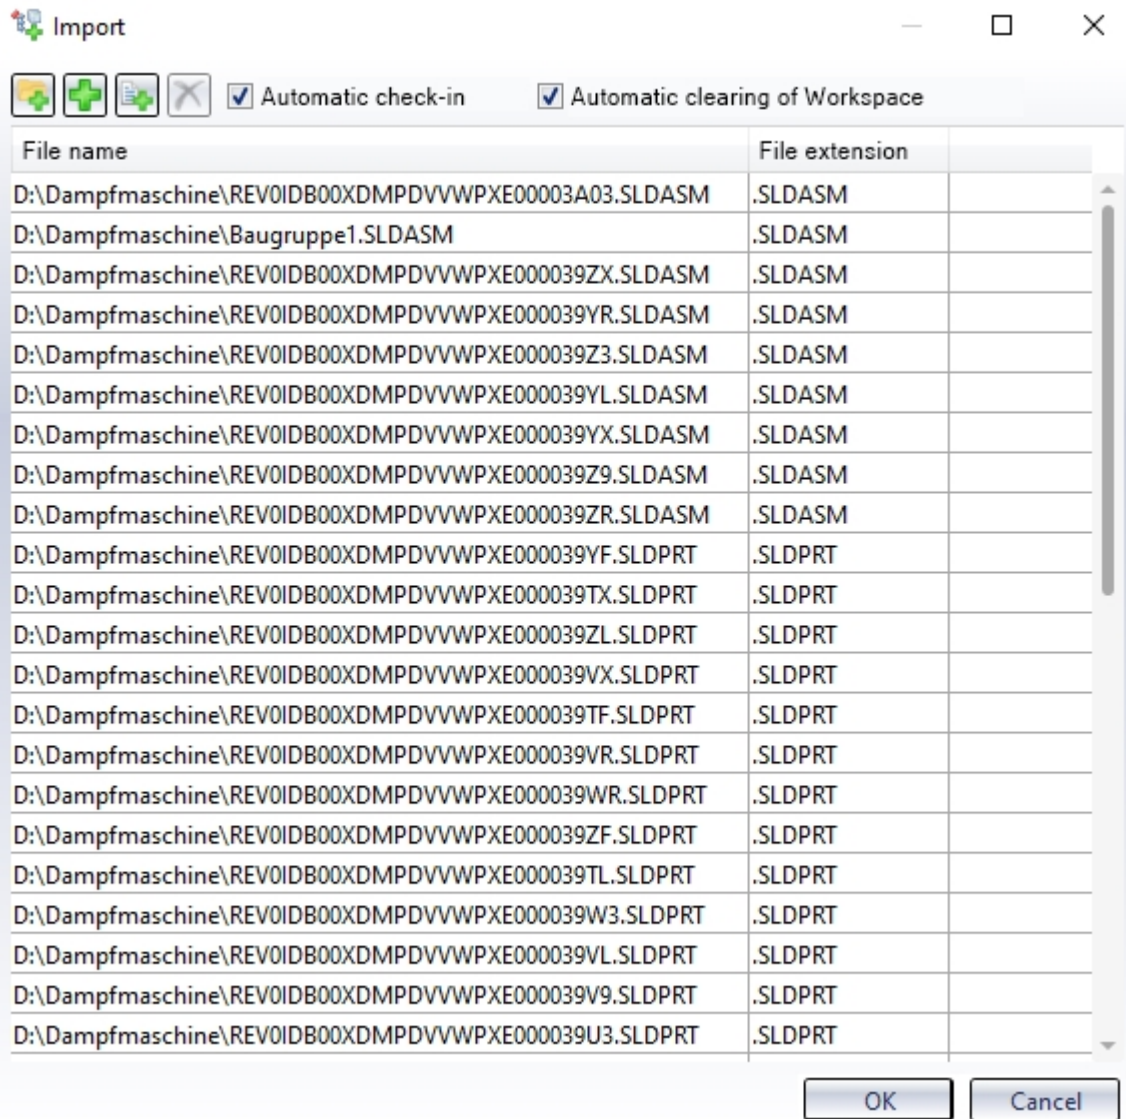 Import
Automatic check-in Automatic clearing of Workspace
File name File extension
D:\Dampfmaschine\REV0IDB00XDMPDVVWPXE00003A03.SLDASM .SLDASM
D:\Dampfmaschine\Baugruppe1.SLDASM .SLDASM
D:\Dampfmaschine\REV0IDB00XDMPDVVWPXE000039ZX.SLDASM .SLDASM
D:\Dampfmaschine\REV0IDB00XDMPDVVWPXE000039YR.SLDASM .SLDASM
D:\Dampfmaschine\REV0IDB00XDMPDVVWPXE000039Z3.SLDASM .SLDASM
D:\Dampfmaschine\REV0IDB00XDMPDVVWPXE000039YL.SLDASM .SLDASM
D:\Dampfmaschine\REV0IDB00XDMPDVVWPXE000039YX.SLDASM .SLDASM
D:\Dampfmaschine\REV0IDB00XDMPDVVWPXE000039Z9.SLDASM .SLDASM
D:\Dampfmaschine\REV0IDB00XDMPDVVWPXE000039ZR.SLDASM .SLDASM
D:\Dampfmaschine\REV0IDB00XDMPDVVWPXE000039YF.SLDPRT .SLDPRT
D:\Dampfmaschine\REV0IDB00XDMPDVVWPXE000039TX.SLDPRT .SLDPRT
D:\Dampfmaschine\REV0IDB00XDMPDVVWPXE000039ZL.SLDPRT .SLDPRT
D:\Dampfmaschine\REV0IDB00XDMPDVVWPXE000039VX.SLDPRT .SLDPRT
D:\Dampfmaschine\REV0IDB00XDMPDVVWPXE000039TF.SLDPRT .SLDPRT
D:\Dampfmaschine\REV0IDB00XDMPDVVWPXE000039VR.SLDPRT .SLDPRT
D:\Dampfmaschine\REV0IDB00XDMPDVVWPXE000039WR.SLDPRT .SLDPRT
D:\Dampfmaschine\REV0IDB00XDMPDVVWPXE000039ZF.SLDPRT .SLDPRT
D:\Dampfmaschine\REV0IDB00XDMPDVVWPXE000039TL.SLDPRT .SLDPRT
D:\Dampfmaschine\REV0IDB00XDMPDVVWPXE000039W3.SLDPRT .SLDPRT
D:\Dampfmaschine\REV0IDB00XDMPDVVWPXE000039VL.SLDPRT .SLDPRT
D:\Dampfmaschine\REV0IDB00XDMPDVVWPXE000039V9.SLDPRT .SLDPRT
D:\Dampfmaschine\REV0IDB00XDMPDVVWPXE000039U3.SLDPRT .SLDPRT
OK Cancel